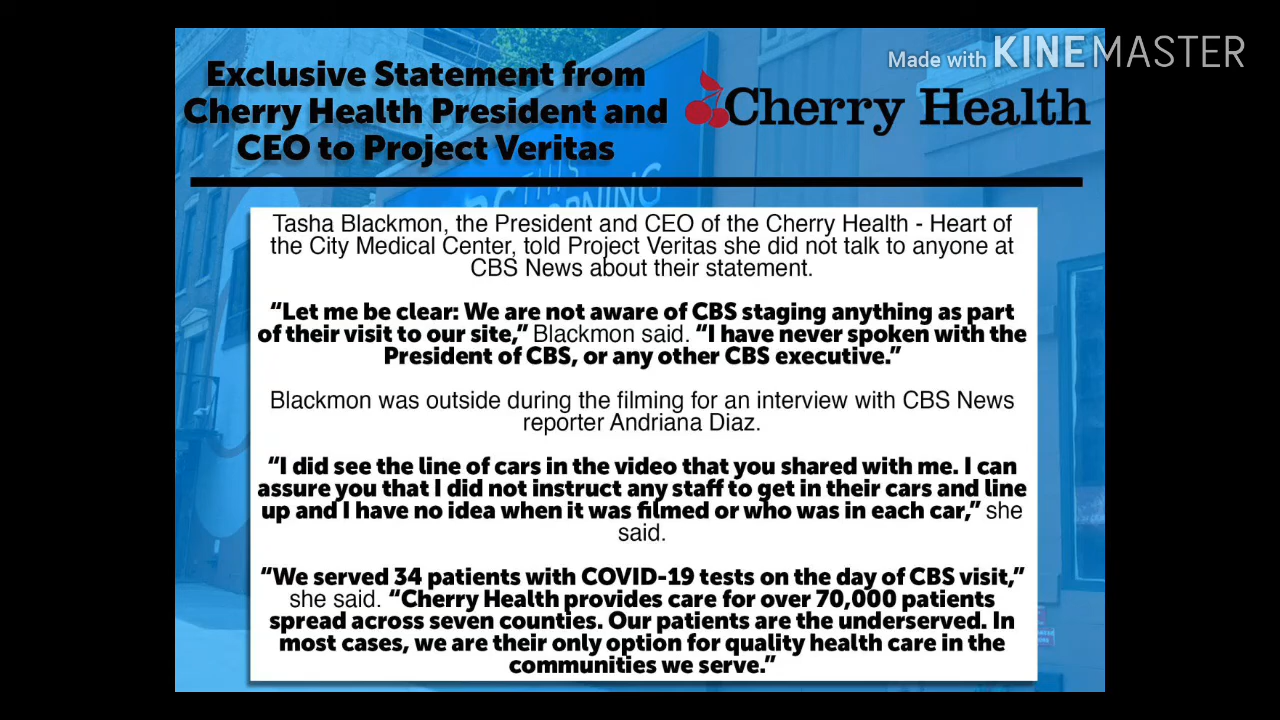 Made with KINEMASTER
Exclusive Statement from
Cherry Health President and
CEO to Project Veritas
Cherry Health
THIS
MORNING
Tasha Blackmon, the President and CEO of the Cherry Health - Heart of
the City Medical Center, told Project Veritas she did not talk to anyone at
CBS News about their statement.
“Let me be clear: We are not aware of CBS staging anything as part
of their visit to our site,” Blackmon said. “I have never spoken with the
President of CBS, or any other CBS executive.”
Blackmon was outside during the filming for an interview with CBS News
reporter Andriana Diaz.
“I did see the line of cars in the video that you shared with me. I can
assure you that I did not instruct any staff to get in their cars and line
up and I have no idea when it was filmed or who was in each car,” she
said.
“We served 34 patients with COVID-19 tests on the day of CBS visit,”
she said. “Cherry Health provides care for over 70,000 patients
spread across seven counties. Our patients are the underserved. In
most cases, we are their only option for quality health care in the
communities we serve.”